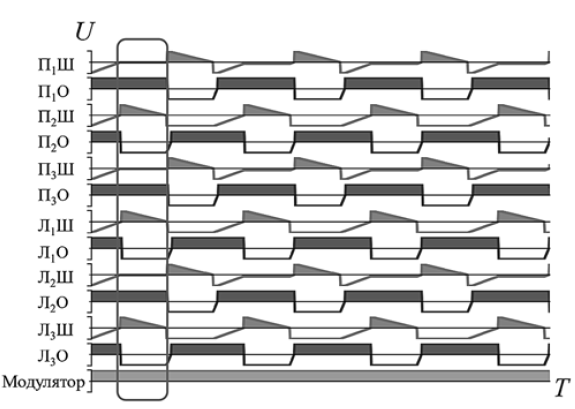 U
П₁Ш
П₁О
П₂Ш
П₂О
П₃Ш
П₃О
Л₁Ш
Л₁О
Л₂Ш
Л₂О
Л₃Ш
Л₃О
Модулятор
T